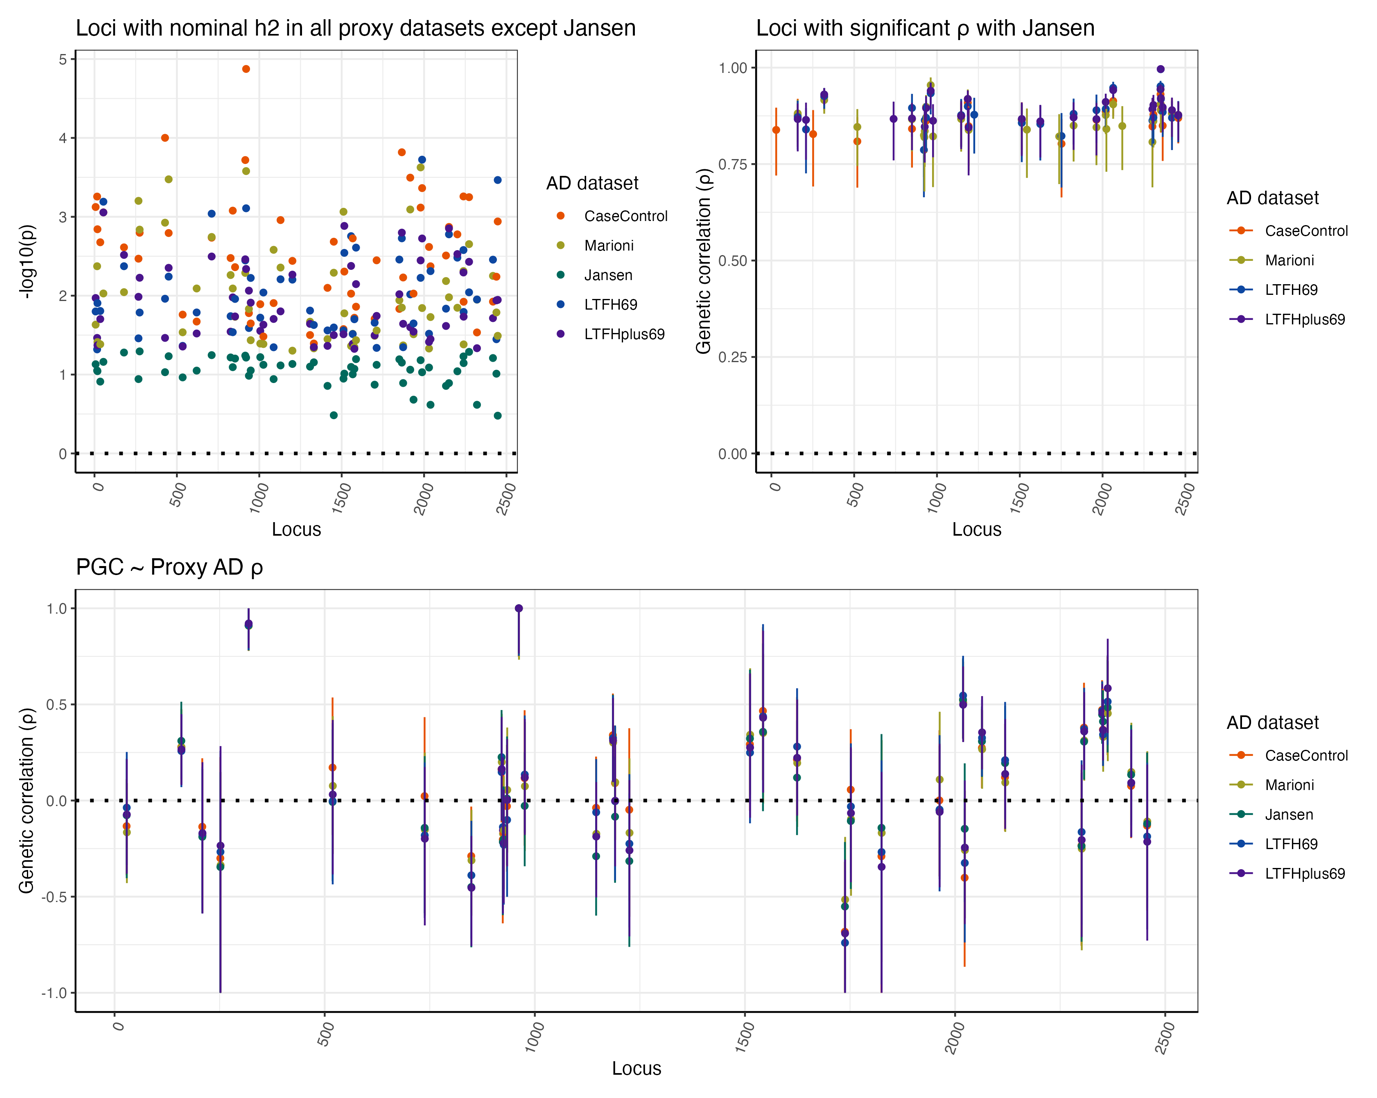 Loci with nominal h2 in all proxy datasets except Jansen
5
4
3
2
1
0
-log10(p)
0
500
1000
1500
2000
2500
Locus
AD dataset
CaseControl
Marioni
Jansen
LTFH69
LTFHplus69
Loci with significant ρ with Jansen
1.00
0.75
0.50
0.25
0.00
Genetic correlation (ρ)
0
500
1000
1500
2000
2500
Locus
AD dataset
CaseControl
Marioni
LTFH69
LTFHplus69
PGC ~ Proxy AD ρ
1.0
0.5
0.0
-0.5
-1.0
Genetic correlation (ρ)
0
500
1000
1500
2000
2500
Locus
AD dataset
CaseControl
Marioni
Jansen
LTFH69
LTFHplus69